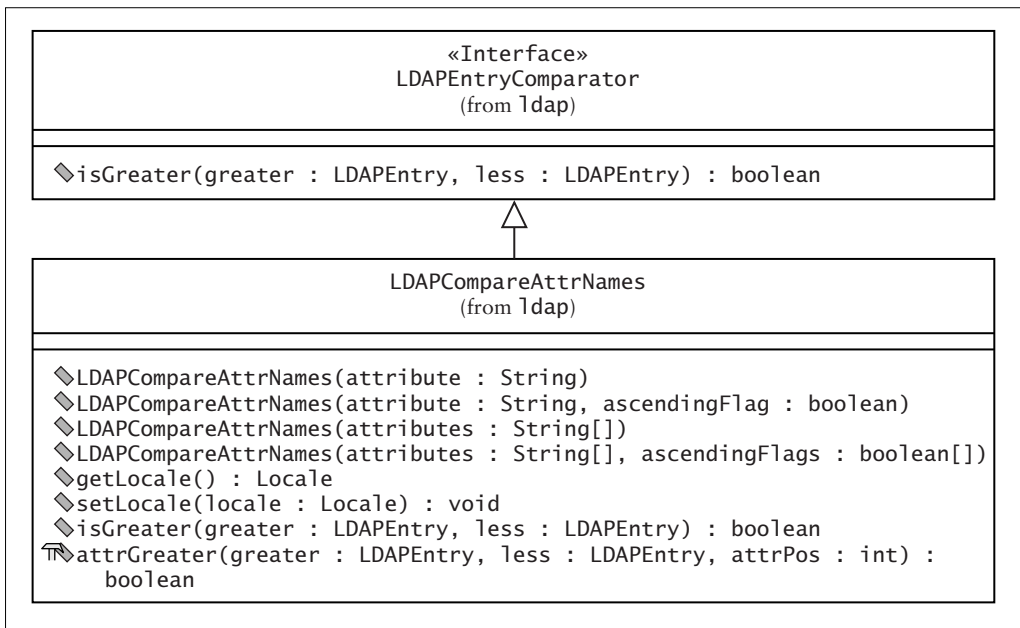 «Interface»
LDAPEntryComparator
(from ldap)
isGreater(greater : LDAPEntry, less : LDAPEntry) : boolean
LDAPCompareAttrNames
(from ldap)
LDAPCompareAttrNames(attribute : String)
LDAPCompareAttrNames(attribute : String, ascendingFlag : boolean)
LDAPCompareAttrNames(attributes : String[])
LDAPCompareAttrNames(attributes : String[], ascendingFlags : boolean[])
getLocale() : Locale
setLocale(locale : Locale) : void
isGreater(greater : LDAPEntry, less : LDAPEntry) : boolean
attrGreater(greater : LDAPEntry, less : LDAPEntry, attrPos : int) :
boolean